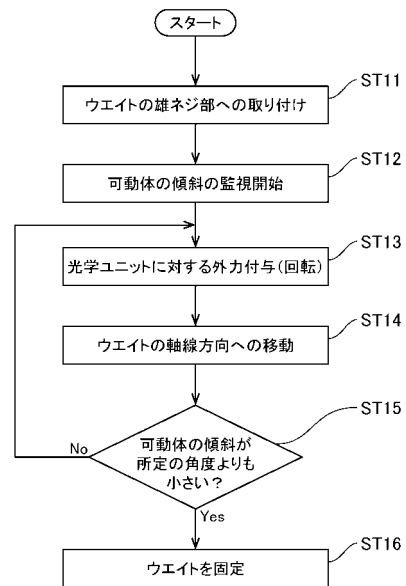 スタート
ST11
ウエイトの雄ネジ部への取り付け
ST12
可動体の傾斜の監視開始
ST13
光学ユニットに対する外力付与(回転)
ST14
ウエイトの軸線方向への移動
ST15
可動体の傾斜が
所定の角度よりも
小さい?
No
Yes
ST16
ウエイトを固定